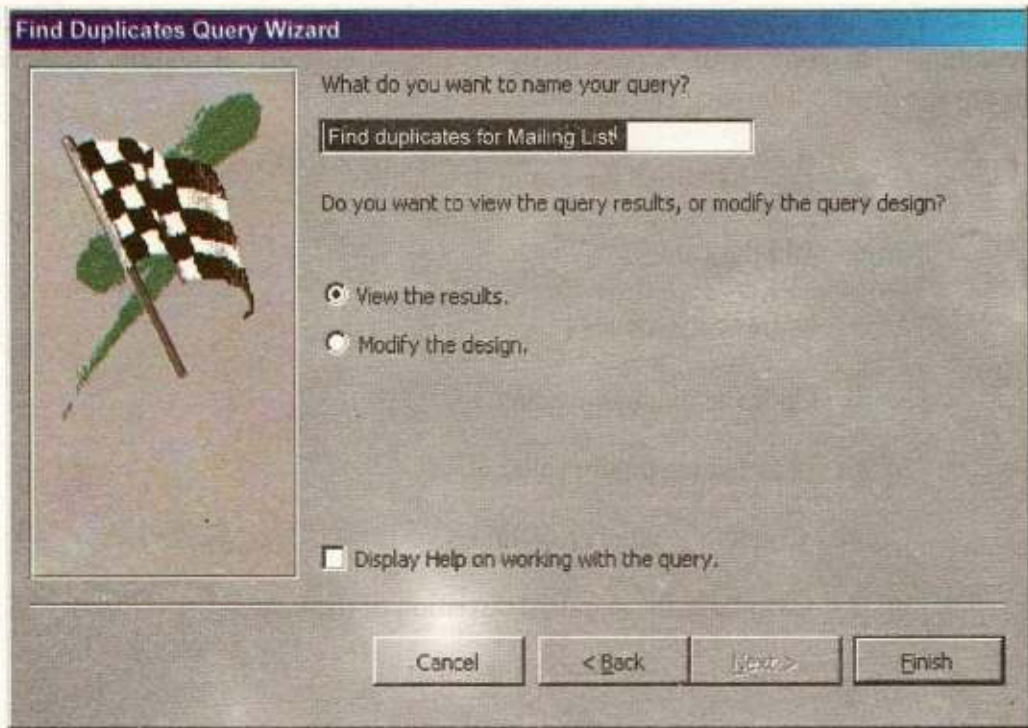 Find Duplicates Query Wizard
What do you want to name your query?
Find duplicates for Mailing List
Do you want to view the query results, or modify the query design?
View the results.
Modify the design.
Display Help on working with the query.
Cancel
< Back
Next >
Finish